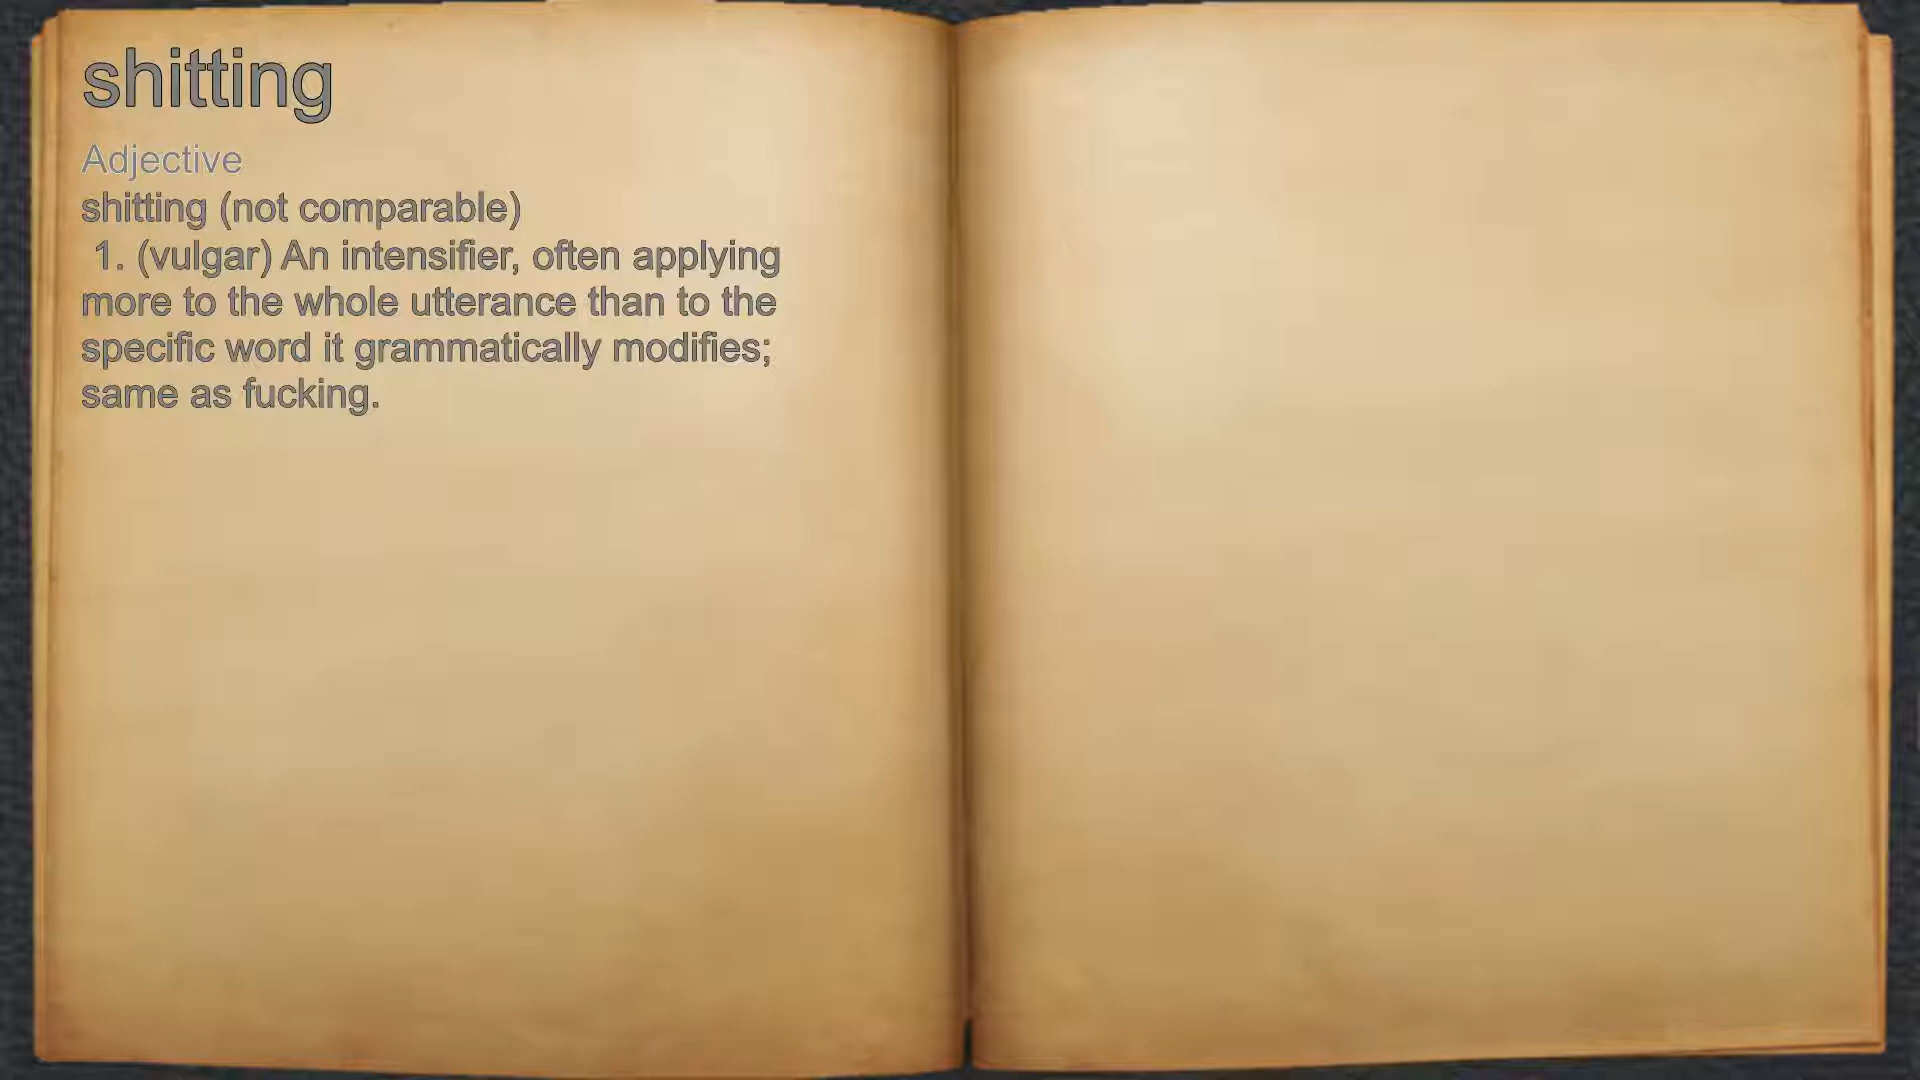 shitting
Adjective
shitting (not comparable)
1. (vulgar) An intensifier, often applying
more to the whole utterance than to the
specific word it grammatically modifies;
same as fucking.